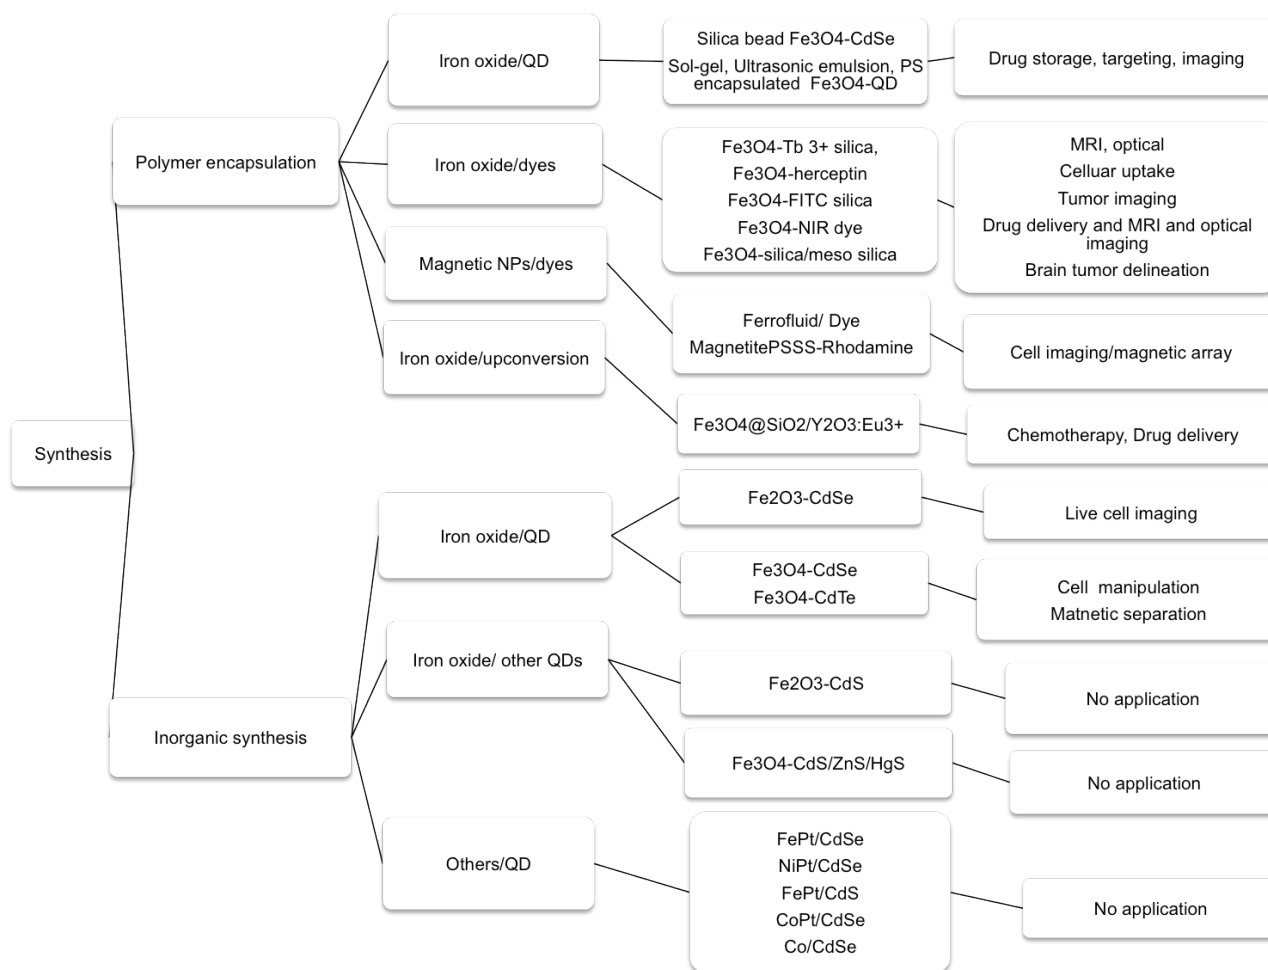 Synthesis
Polymer encapsulation
Iron oxide/QD
Silica bead Fe3O4-CdSe
Sol-gel, Ultrasonic emulsion, PS
encapsulated Fe3O4-QD
Drug storage, targeting, imaging
Iron oxide/dyes
Fe3O4-Tb 3+ silica,
Fe3O4-herceptin
Fe3O4-FITC silica
Fe3O4-NIR dye
Fe3O4-silica/meso silica
MRI, optical
Celluar uptake
Tumor imaging
Drug delivery and MRI and optical
imaging
Brain tumor delineation
Magnetic NPs/dyes
Ferrofluid/ Dye
MagnetitePSSS-Rhodamine
Cell imaging/magnetic array
Iron oxide/upconversion
Fe3O4@SiO2/Y2O3:Eu3+
Chemotherapy, Drug delivery
Inorganic synthesis
Iron oxide/QD
Fe2O3-CdSe
Live cell imaging
Fe3O4-CdSe
Fe3O4-CdTe
Cell manipulation
Matnetic separation
Iron oxide/ other QDs
Fe2O3-CdS
No application
Fe3O4-CdS/ZnS/HgS
No application
Others/QD
FePt/CdSe
NiPt/CdSe
FePt/CdS
CoPt/CdSe
Co/CdSe
No application